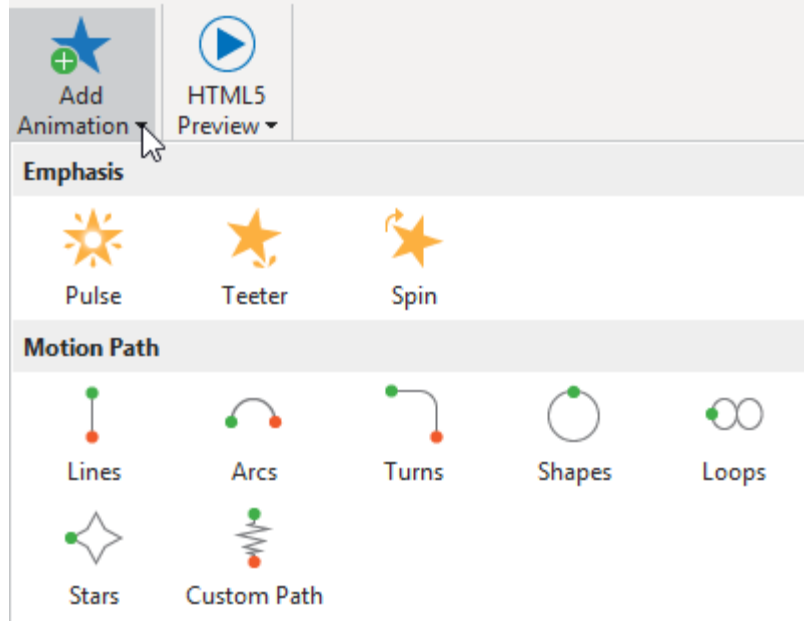 Add HTML5
Animation Preview
Emphasis
Pulse Teeter Spin
Motion Path
Lines Arcs Turns Shapes Loops
Stars Custom Path